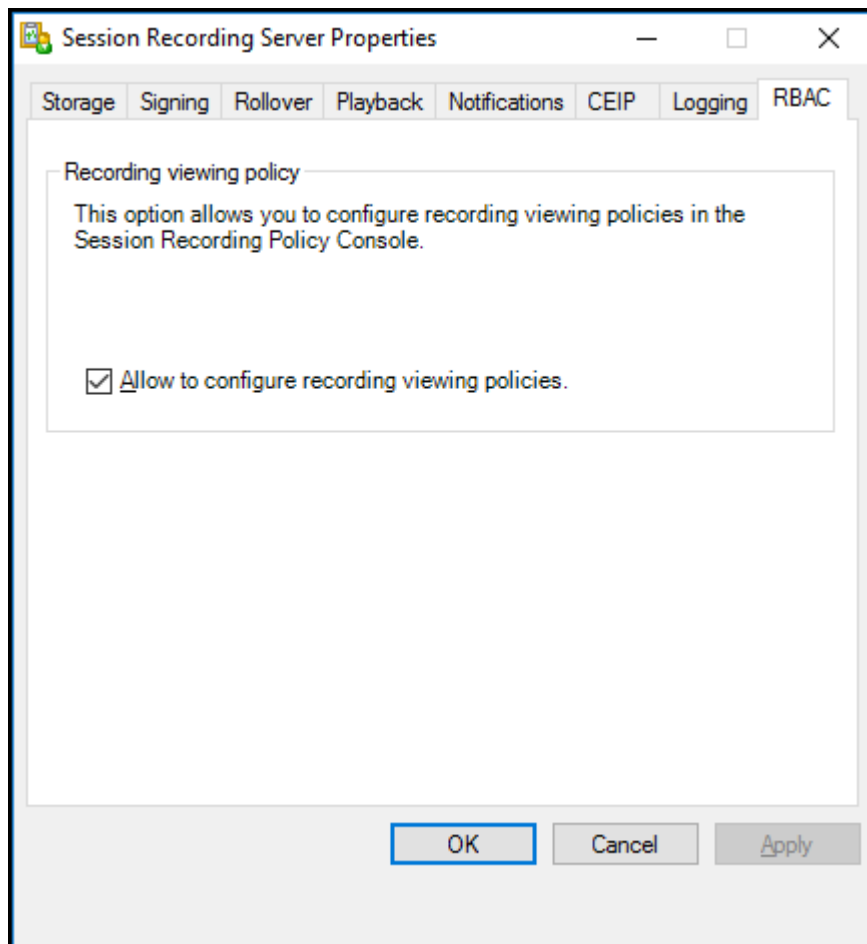 Session Recording Server Properties
Storage Signing Rollover Playback Notifications CEIP Logging RBAC
Recording viewing policy
This option allows you to configure recording viewing policies in the
Session Recording Policy Console.
Allow to configure recording viewing policies.
OK Cancel Apply